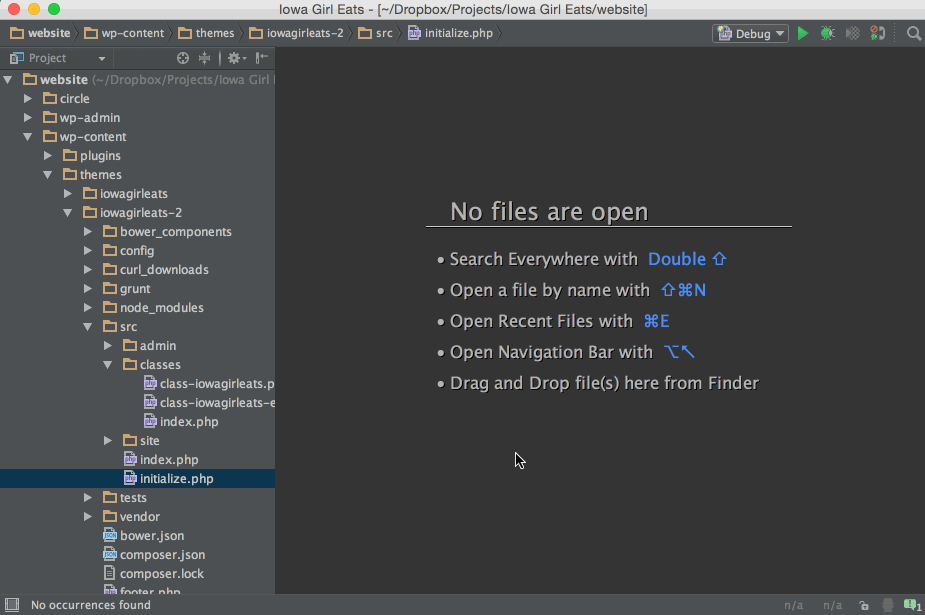 Iowa Girl Eats - [~/Dropbox/Projects/Iowa Girl Eats/website]
website wp-content themes iowagirleats-2 src initialize.php Debug
Project
website (~/Dropbox/Projects/Iowa Girl
circle
wp-admin
wp-content
plugins
themes
iowagirleats
iowagirleats-2
bower_components
config
curl_downloads
grunt
node_modules
src
admin
classes
class-iowagirleats.p
class-iowagirleats-e
index.php
site
index.php
initialize.php
tests
vendor
bower.json
composer.json
composer.lock
footer.php
No files are open
• Search Everywhere with Double ⇧
• Open a file by name with ⇧⌘N
• Open Recent Files with ⌘E
• Open Navigation Bar with ⌥↖
• Drag and Drop file(s) here from Finder
No occurrences found n/a n/a 1